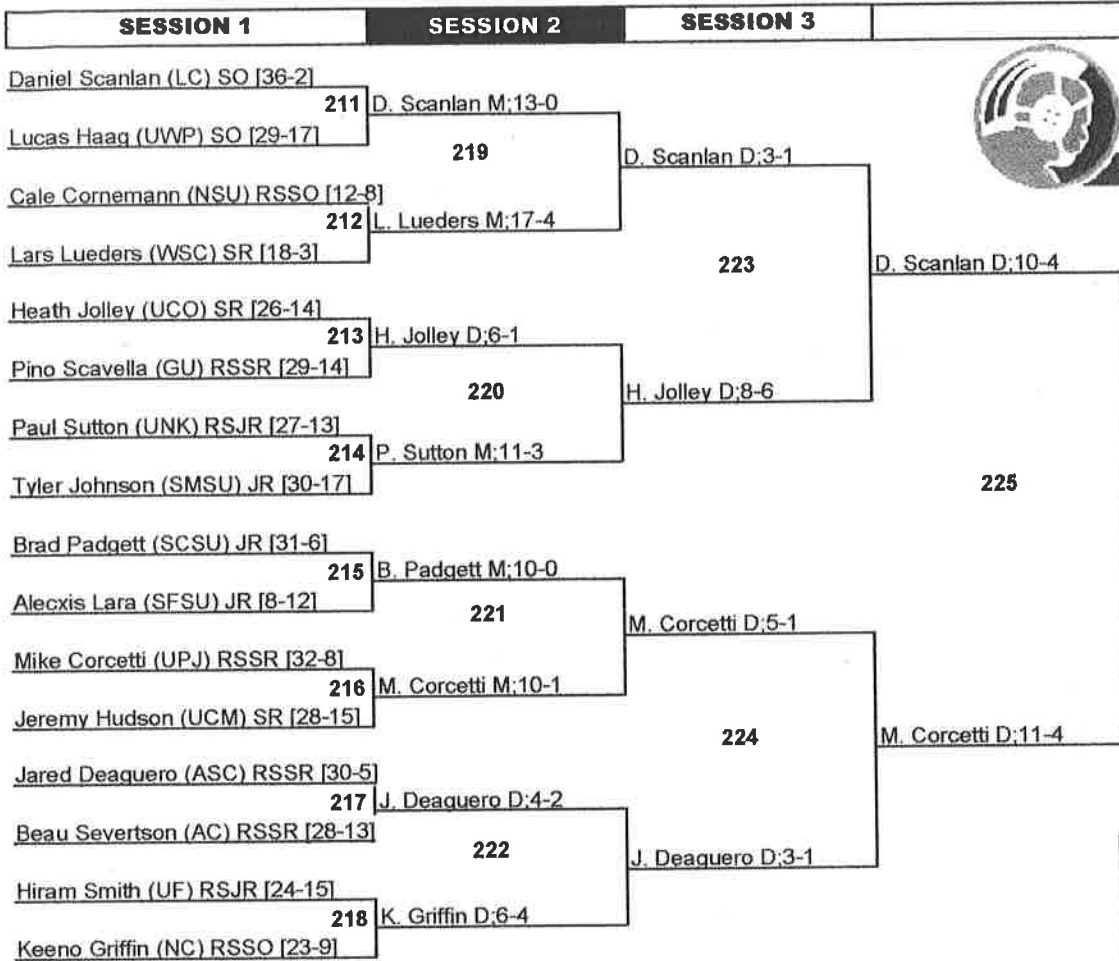 SESSION 1 SESSION 2 SESSION 3
Daniel Scanlan (LC) SO [36-2]
211 D. Scanlan M;13-0
Lucas Haag (UWP) SO [29-17]
219 D. Scanlan D;3-1
Cale Cornemann (NSU) RSSO [12-8]
212 L. Lueders M;17-4
Lars Lueders (WSC) SR [18-3]
223 D. Scanlan D;10-4
Heath Jolley (UCO) SR [26-14]
213 H. Jolley D;6-1
Pino Scavella (GU) RSSR [29-14]
220 H. Jolley D;8-6
Paul Sutton (UNK) RSJR [27-13]
214 P. Sutton M;11-3
Tyler Johnson (SMSU) JR [30-17]
225
Brad Padgett (SCSU) JR [31-6]
215 B. Padgett M;10-0
Alecxis Lara (SFSU) JR [8-12]
221 M. Corcetti D;5-1
Mike Corcetti (UPJ) RSSR [32-8]
216 M. Corcetti M;10-1
Jeremy Hudson (UCM) SR [28-15]
224 M. Corcetti D;11-4
Jared Deaguero (ASC) RSSR [30-5]
217 J. Deaguero D;4-2
Beau Severtson (AC) RSSR [28-13]
222 J. Deaguero D;3-1
Hiram Smith (UF) RSJR [24-15]
218 K. Griffin D;6-4
Keeno Griffin (NC) RSSO [23-9]